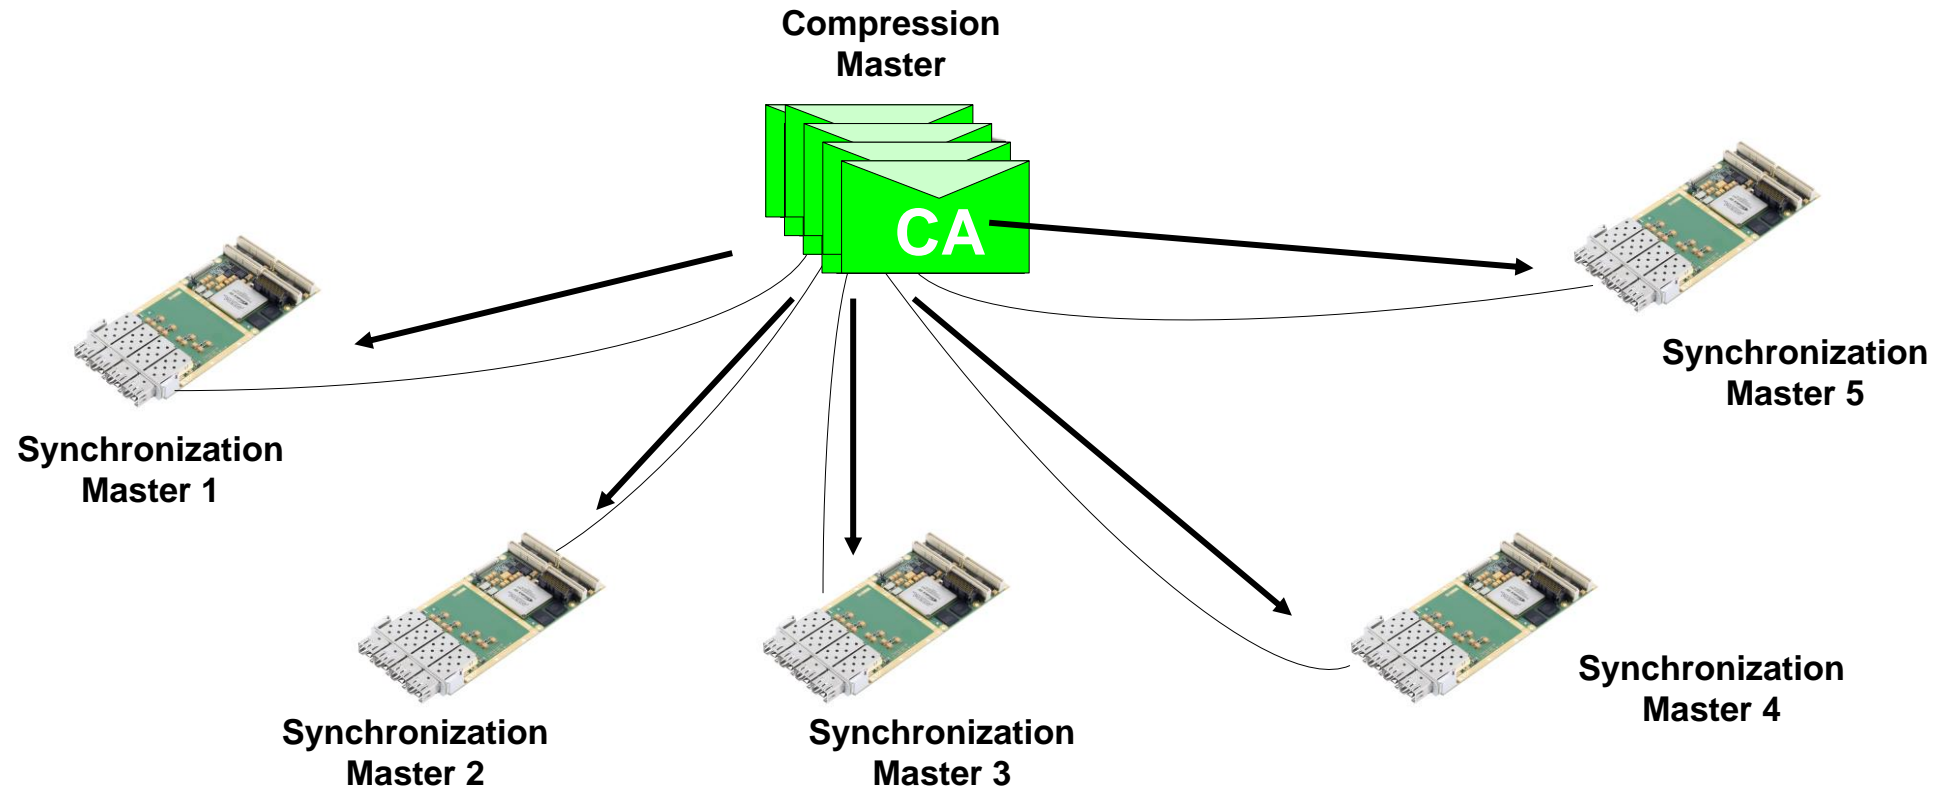 Compression
Master
CA
Synchronization
Master 5
Synchronization
Master 1
Synchronization
Master 4
Synchronization
Master 2
Synchronization
Master 3